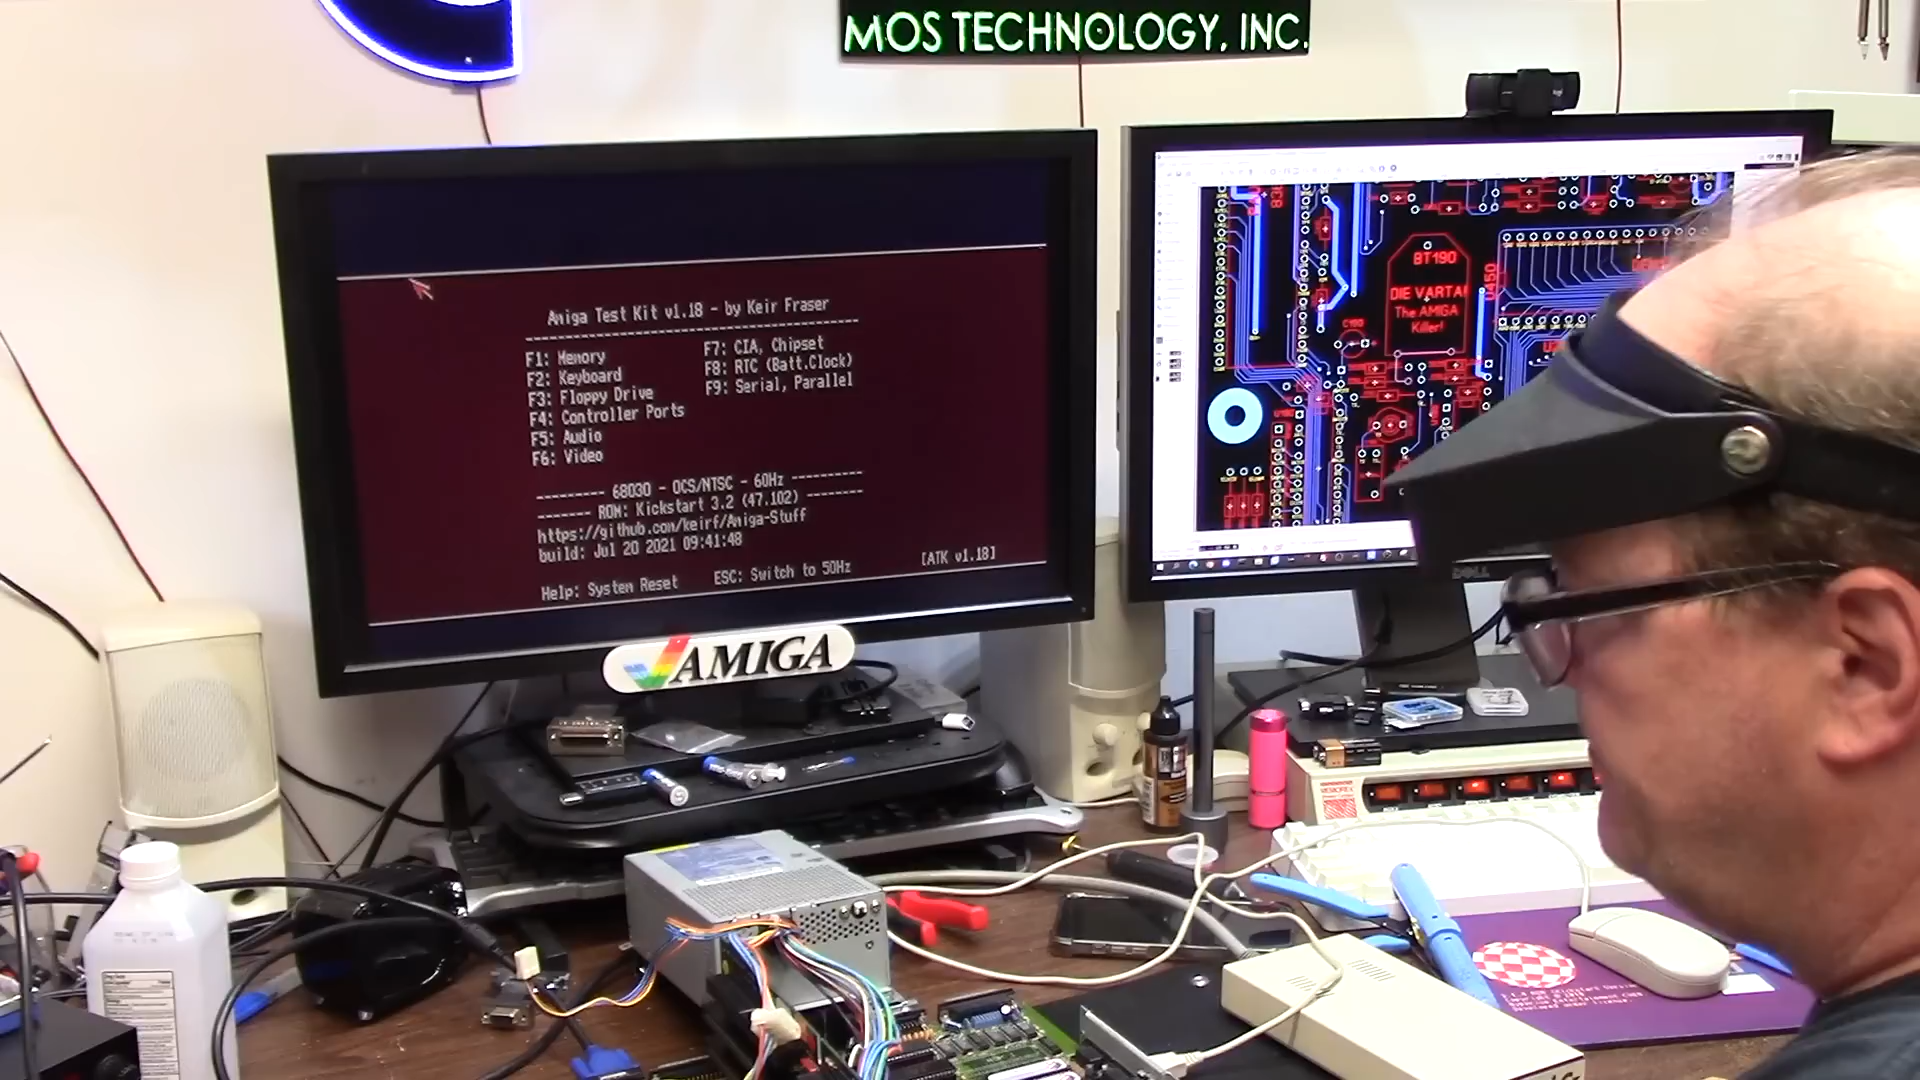 MOS TECHNOLOGY, INC.
Amiga Test Kit v1.18 - by Keir Fraser
F1: Memory
F2: Keyboard
F3: Floppy Drive
F4: Controller Ports
F5: Audio
F6: Video
F7: CIA, Chipset
F8: RTC (Batt.Clock)
F9: Serial, Parallel
--------- 68030 - OCS/NTSC - 60Hz ----------
------- ROM: Kickstart 3.2 (47.102) --------
https://github.com/keirf/Amiga-Stuff
build: Jul 20 2021 09:41:48
[ATK v1.18]
Help: System Reset ESC: Switch to 50Hz
AMIGA
BT190
DIE VARTA!
The AMIGA
Killer!
U450
C190
DELL